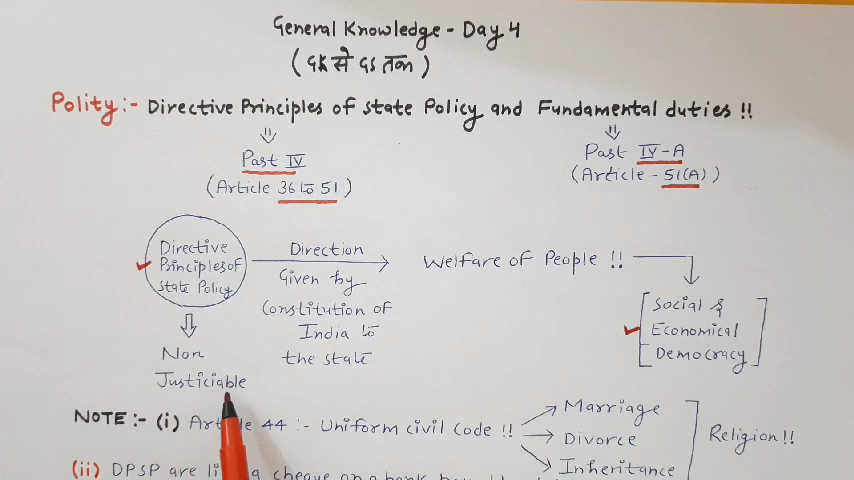 General Knowledge - Day 4
(GK से GS तक)
Polity :- Directive Principles of state Policy and Fundamental duties !!
Past IV
(Article 36 to 51)
Past IV-A
(Article - 51(A))
Directive
Principles of
state Policy
Direction
Given by
Constitution of
India to
the state
Welfare of People !!
Social &
Economical
Democracy
Non
Justiciable
NOTE :- (i) Article 44 :- Uniform civil code !!
Marriage
Divorce
Inheritance
Religion !!
(ii) DPSP are a cheque on a bank